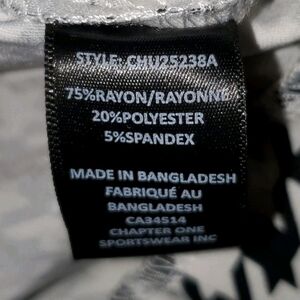 STYLE: CHU25238A
75%RAYON/RAYONNE
20%POLYESTER
5%SPANDEX
MADE IN BANGLADESH
FABRIQUÉ AU
BANGLADESH
CA34514
CHAPTER ONE
SPORTSWEAR INC